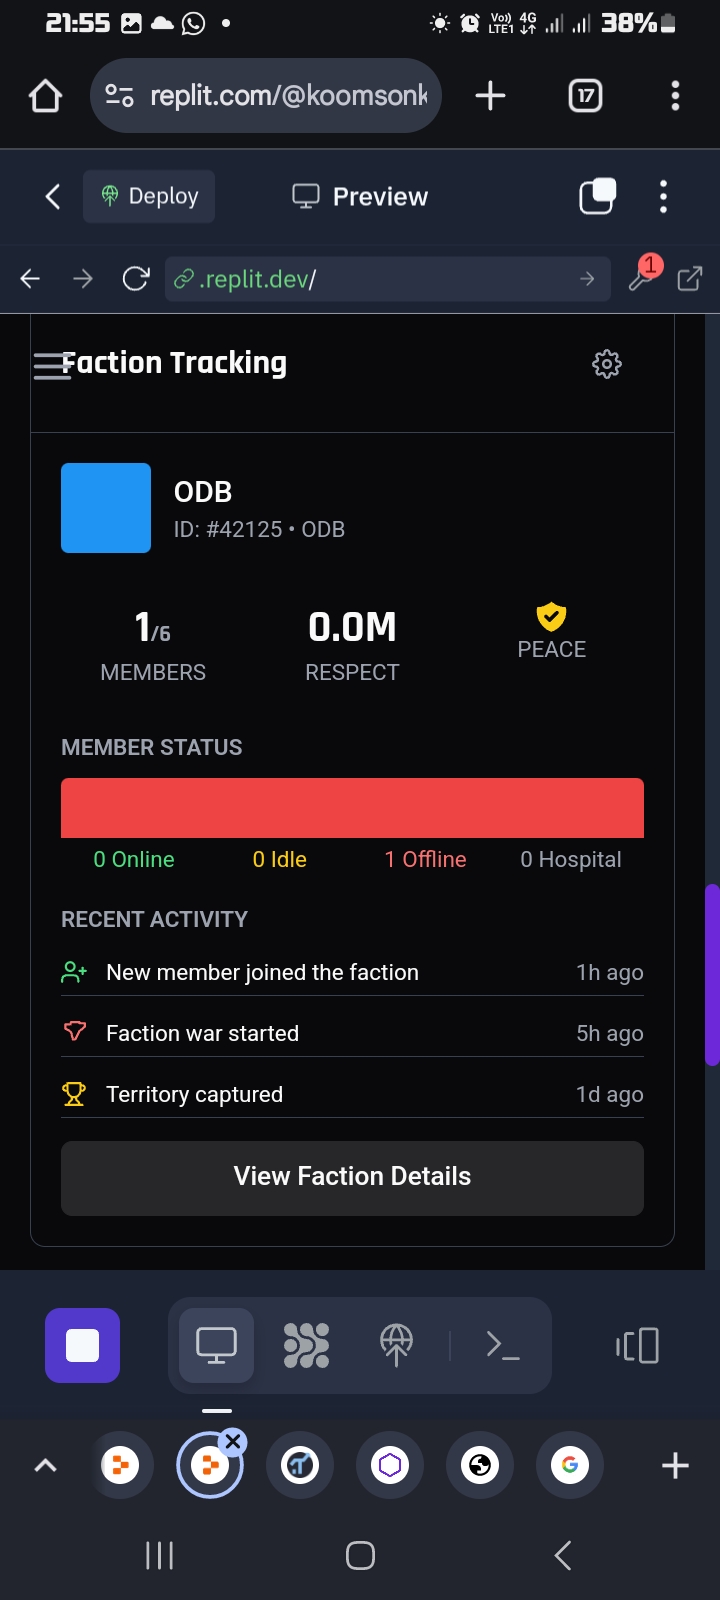 21:55
Vo)) 4G
LTE1
38%
replit.com/@koomsonk
17
Deploy
Preview
.replit.dev/
1
Faction Tracking
ODB
ID: #42125 • ODB
1/6
0.0M
MEMBERS
RESPECT
PEACE
MEMBER STATUS
0 Online
0 Idle
1 Offline
0 Hospital
RECENT ACTIVITY
New member joined the faction
1h ago
Faction war started
5h ago
Territory captured
1d ago
View Faction Details